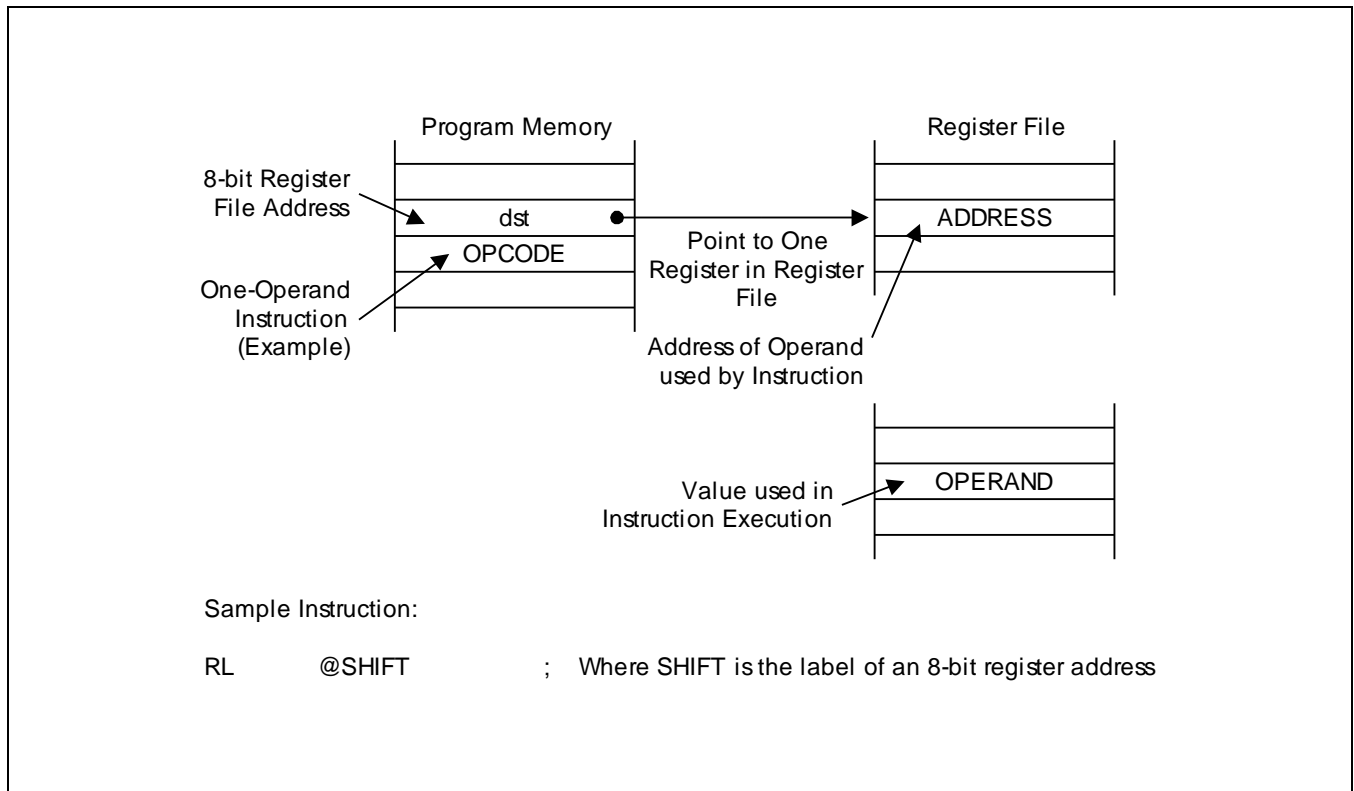 Program Memory
Register File
8-bit Register
File Address
dst
ADDRESS
OPCODE
Point to One
Register in Register
File
One-Operand
Instruction
(Example)
Address of Operand
used by Instruction
OPERAND
Value used in
Instruction Execution
Sample Instruction:
RL @SHIFT ; Where SHIFT is the label of an 8-bit register address